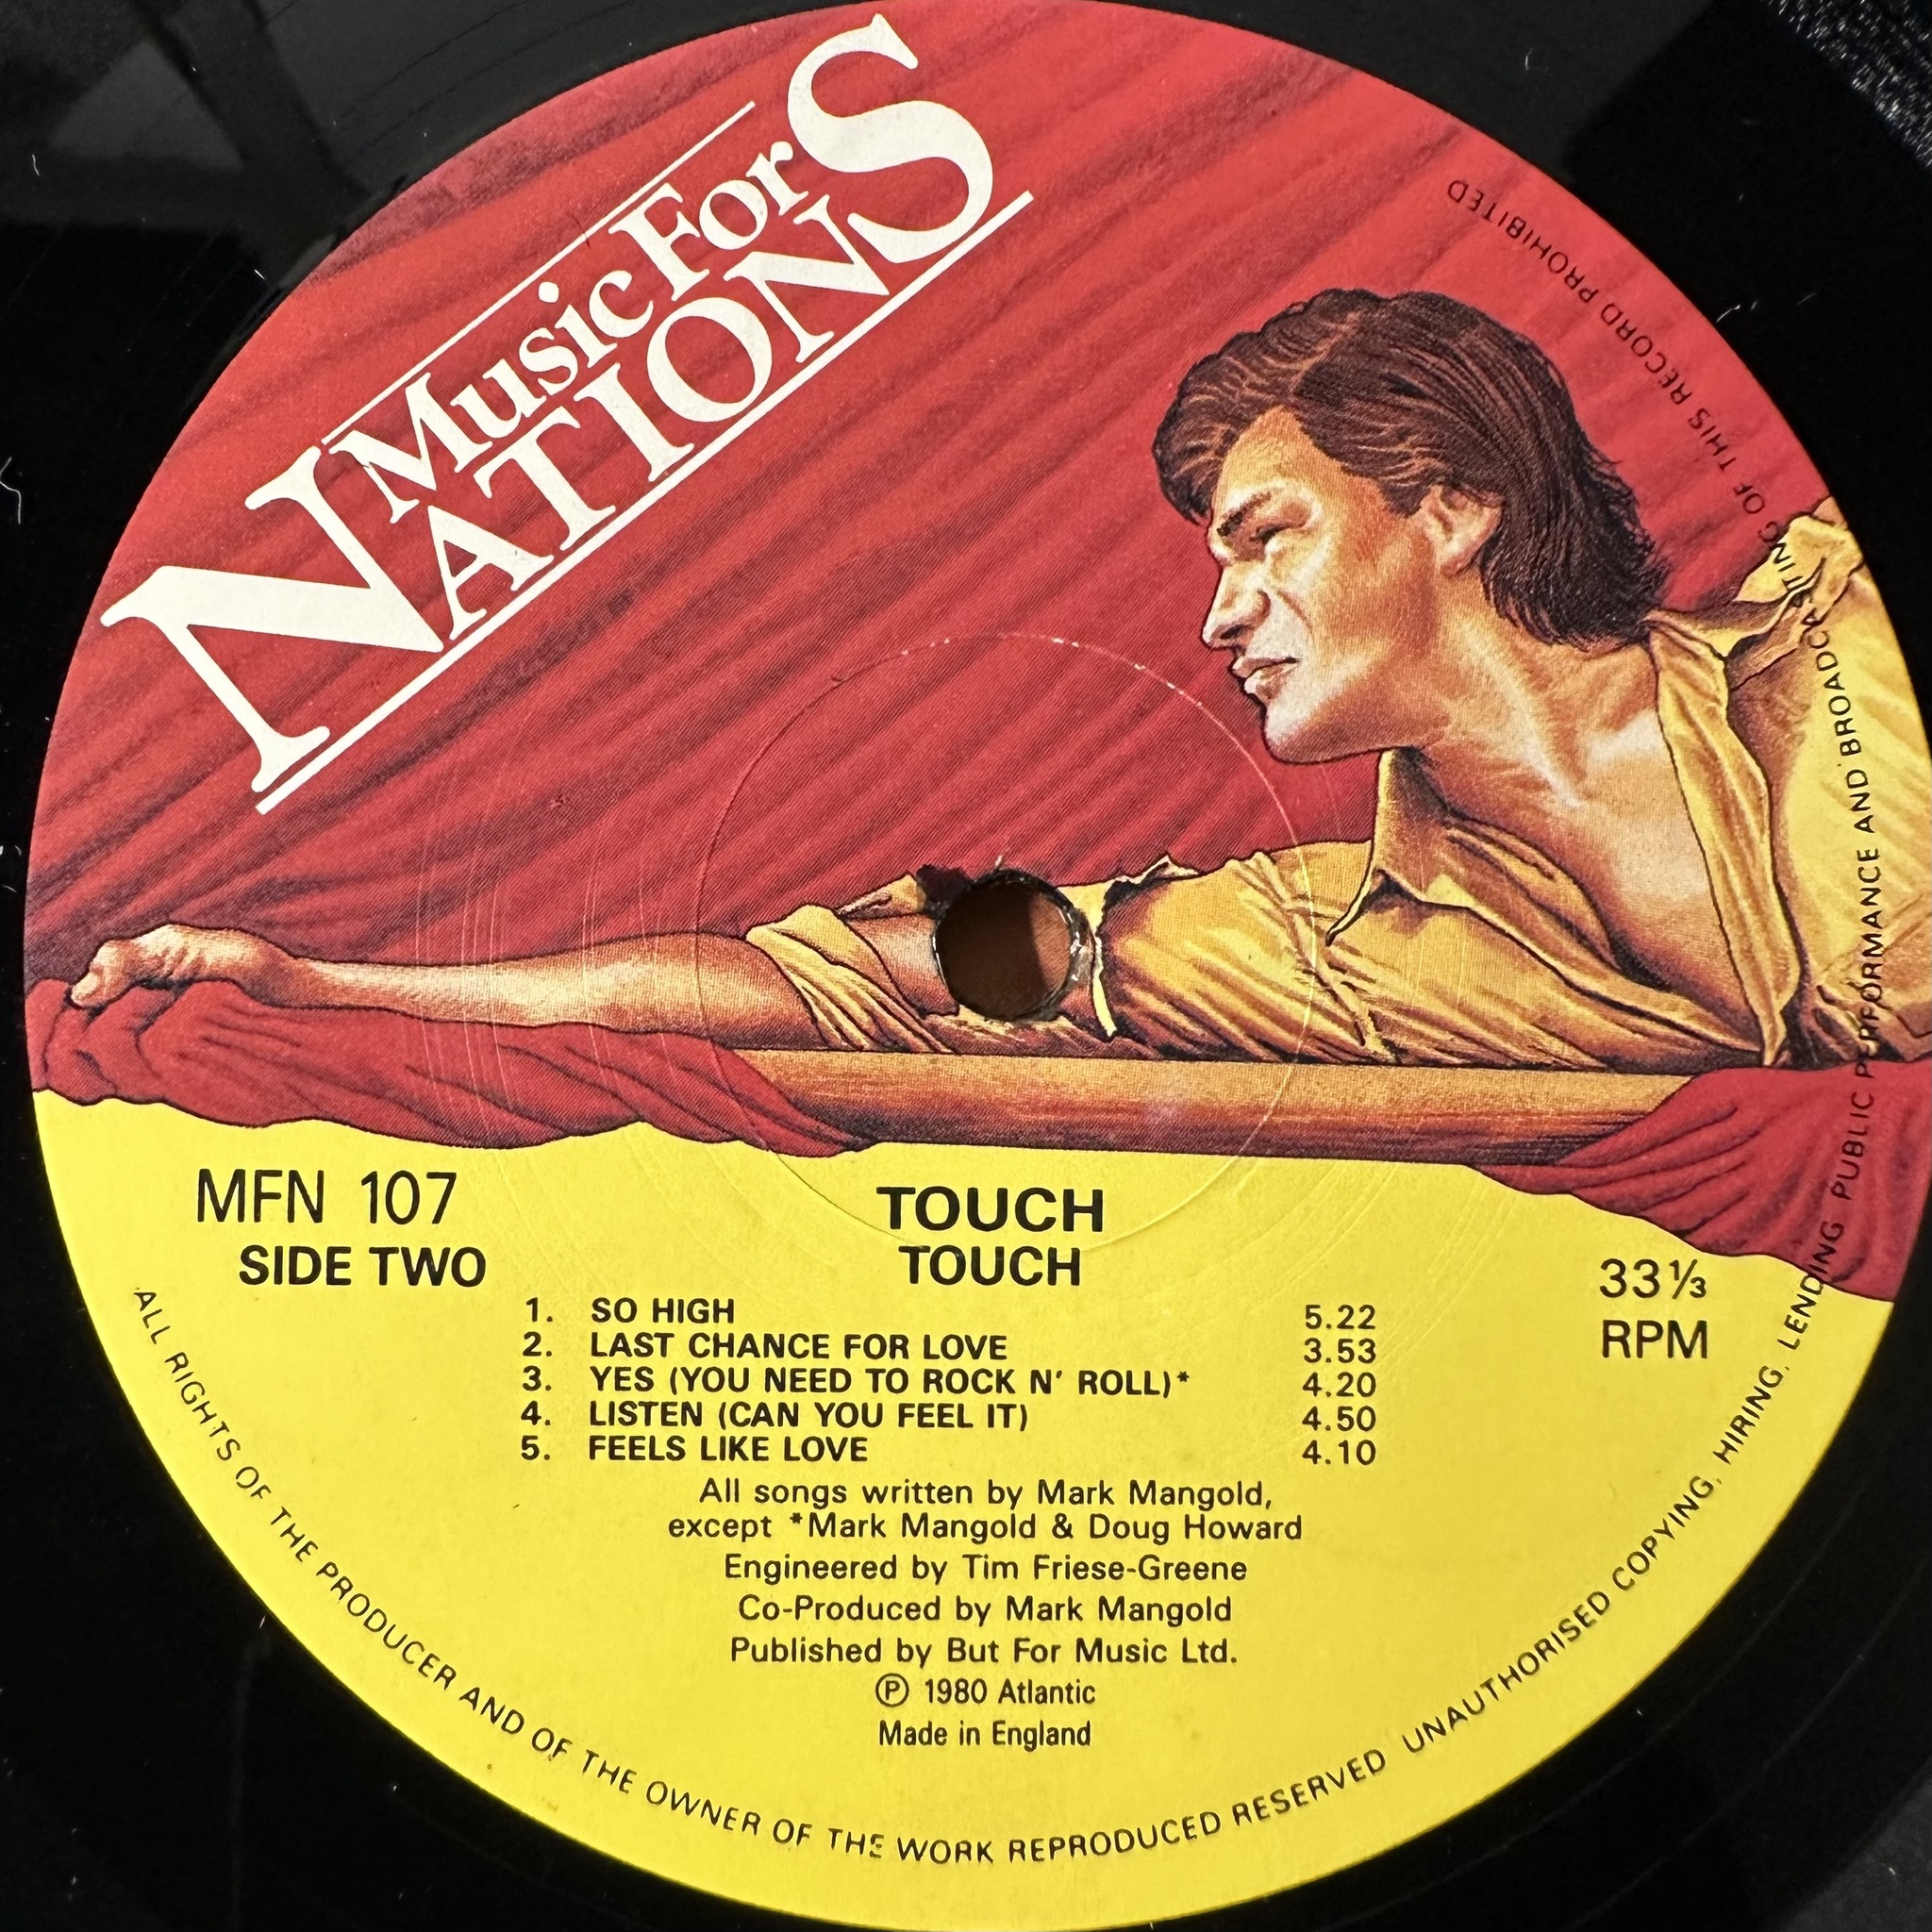 Music For
NATIONS
MFN 107
SIDE TWO
TOUCH
TOUCH
33⅓
RPM
1. SO HIGH 5.22
2. LAST CHANCE FOR LOVE 3.53
3. YES (YOU NEED TO ROCK N' ROLL)* 4.20
4. LISTEN (CAN YOU FEEL IT) 4.50
5. FEELS LIKE LOVE 4.10
All songs written by Mark Mangold,
except *Mark Mangold & Doug Howard
Engineered by Tim Friese-Greene
Co-Produced by Mark Mangold
Published by But For Music Ltd.
Ⓟ 1980 Atlantic
Made in England
ALL RIGHTS OF THE PRODUCER AND OF THE OWNER OF THE WORK REPRODUCED RESERVED UNAUTHORISED COPYING, HIRING, LENDING PUBLIC PERFORMANCE AND BROADCASTING OF THIS RECORD PROHIBITED